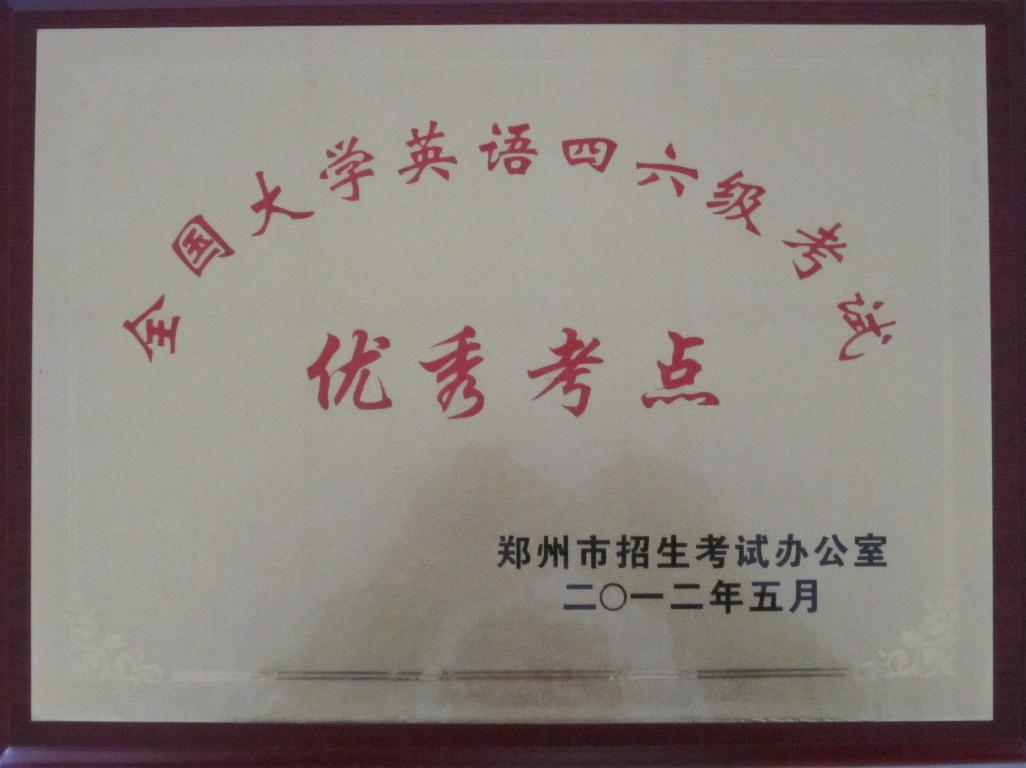 全国大学英语四六级考试
优秀考点
郑州市招生考试办公室
二〇一二年五月